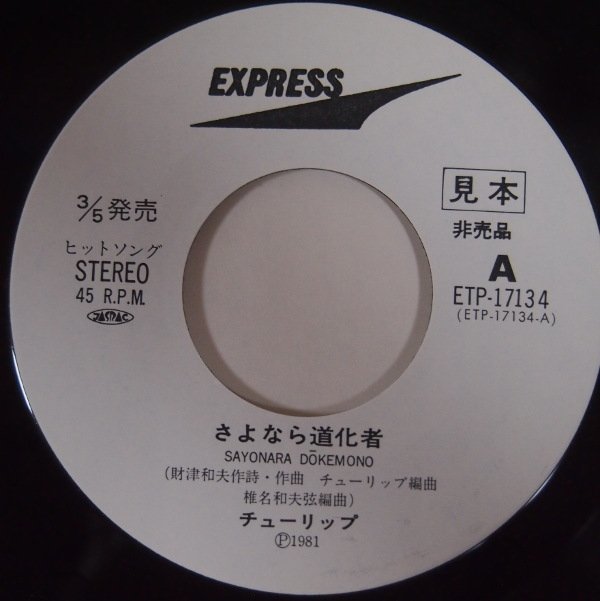 EXPRESS
3/5発売
ヒットソング
STEREO
45 R.P.M.
JASRAC
見本
非売品
A
ETP-17134
(ETP-17134-A)
さよなら道化者
SAYONARA DŌKEMONO
(財津和夫作詩・作曲 チューリップ編曲
椎名和夫弦編曲)
チューリップ
Ⓟ1981